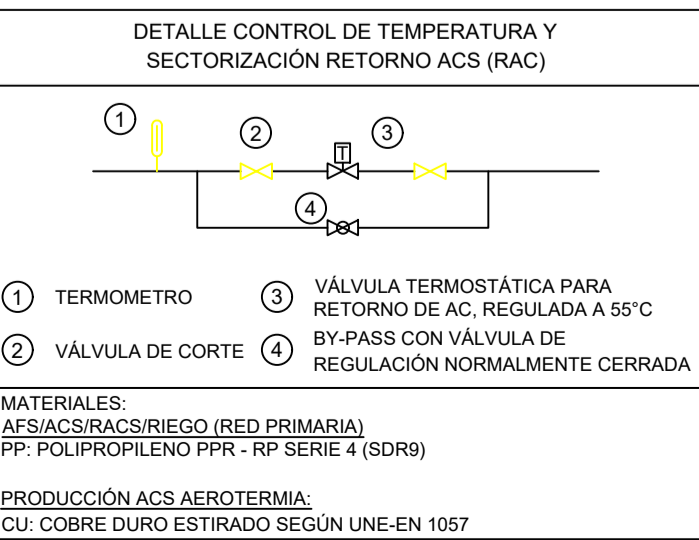 DETALLE CONTROL DE TEMPERATURA Y
SECTORIZACIÓN RETORNO ACS (RAC)
1
2
T
3
4
1 TERMOMETRO
3 VÁLVULA TERMOSTÁTICA PARA
RETORNO DE AC, REGULADA A 55°C
2 VÁLVULA DE CORTE
4 BY-PASS CON VÁLVULA DE
REGULACIÓN NORMALMENTE CERRADA
MATERIALES:
AFS/ACS/RACS/RIEGO (RED PRIMARIA)
PP: POLIPROPILENO PPR - RP SERIE 4 (SDR9)
PRODUCCIÓN ACS AEROTERMIA:
CU: COBRE DURO ESTIRADO SEGÚN UNE-EN 1057